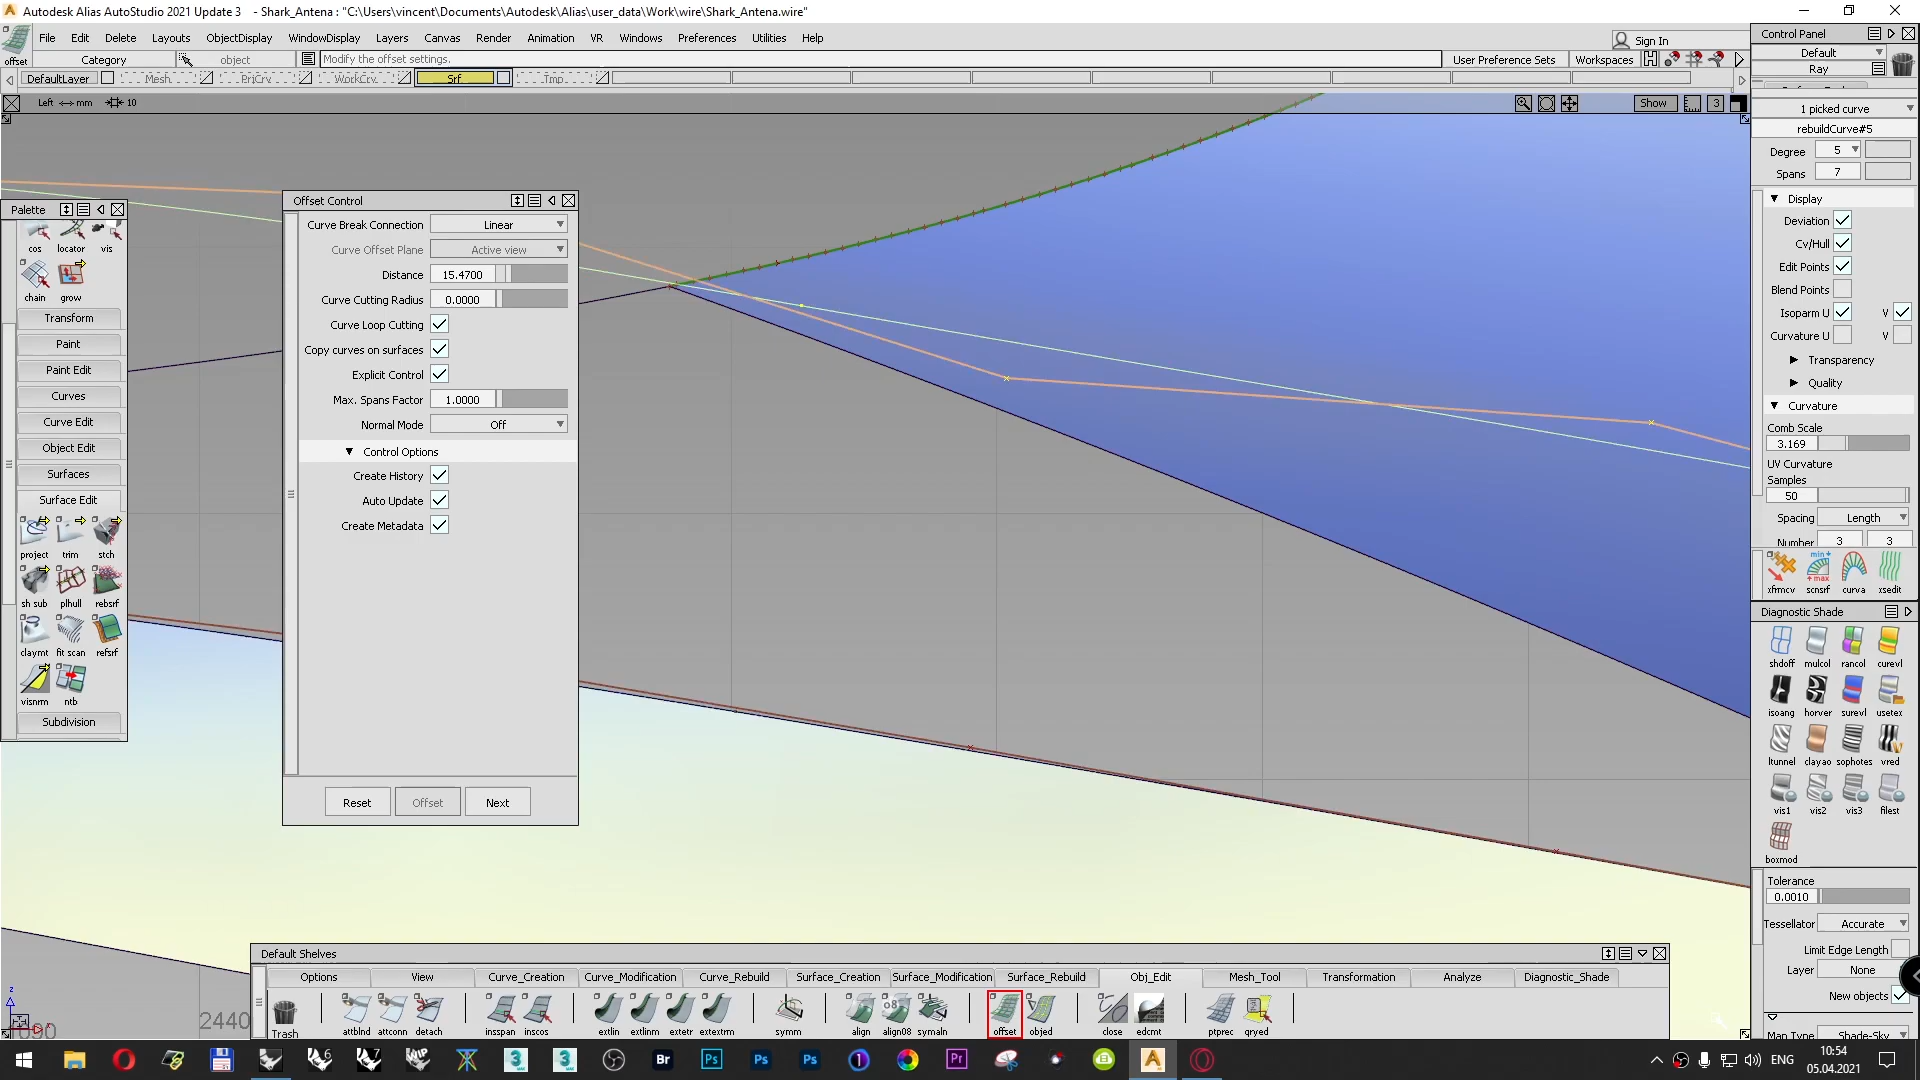 Autodesk Alias AutoStudio 2021 Update 3 - Shark_Antena : "C:\Users\vincent\Documents\Autodesk\Alias\user_data\Work\wire\Shark_Antena.wire"
File Edit Delete Layouts ObjectDisplay WindowDisplay Layers Canvas Render Animation VR Windows Preferences Utilities Help
Sign In
offset
Category
object
Modify the offset settings.
User Preference Sets
Workspaces
DefaultLayer
Mesh
PrjCrv
WorkCrv
Srf
Tmp
Left <-> mm
10
Show
3
Control Panel
Default
Ray
1 picked curve
rebuildCurve#5
Degree 5
Spans 7
Display
Deviation
Cv/Hull
Edit Points
Blend Points
Isoparm U V
Curvature U V
Transparency
Quality
Curvature
Comb Scale
3.169
UV Curvature
Samples
50
Spacing Length
Number 3 3
xfrmcv scnsrf curva xsedit
Diagnostic Shade
shdoff mulcol rancol curevl
isoang horver surevl usetex
ltunnel clayao sophotes vred
vis1 vis2 vis3 filest
boxmod
Tolerance
0.0010
Tessellator Accurate
Limit Edge Length
Layer None
New objects
Map Type Shade-Sky
Palette
cos locator vis
chain grow
Transform
Paint
Paint Edit
Curves
Curve Edit
Object Edit
Surfaces
Surface Edit
project trim stch
sh sub plhull rebsrf
claymt fit scan refsrf
visnrm ntb
Subdivision
Offset Control
Curve Break Connection Linear
Curve Offset Plane Active view
Distance 15.4700
Curve Cutting Radius 0.0000
Curve Loop Cutting
Copy curves on surfaces
Explicit Control
Max. Spans Factor 1.0000
Normal Mode Off
Control Options
Create History
Auto Update
Create Metadata
Reset Offset Next
2440
z
Default Shelves
Options View Curve_Creation Curve_Modification Curve_Rebuild Surface_Creation Surface_Modification Surface_Rebuild Obj_Edit Mesh_Tool Transformation Analyze Diagnostic_Shade
Trash
attblnd attconn detach insspan inscos extlin extlinm extetr extextrm symm align align08 symaln offset objed close edcmt ptprec qryed
Br Ps Ps Ps Pr
ENG
10:54
05.04.2021